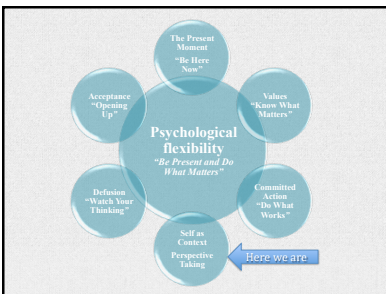 The Present
Moment
“Be Here
Now”
Acceptance
“Opening
Up”
Values
“Know What
Matters”
Psychological
flexibility
“Be Present and Do
What Matters”
Defusion
“Watch Your
Thinking”
Committed
Action
“Do What
Works”
Self as
Context
Perspective
Taking
Here we are